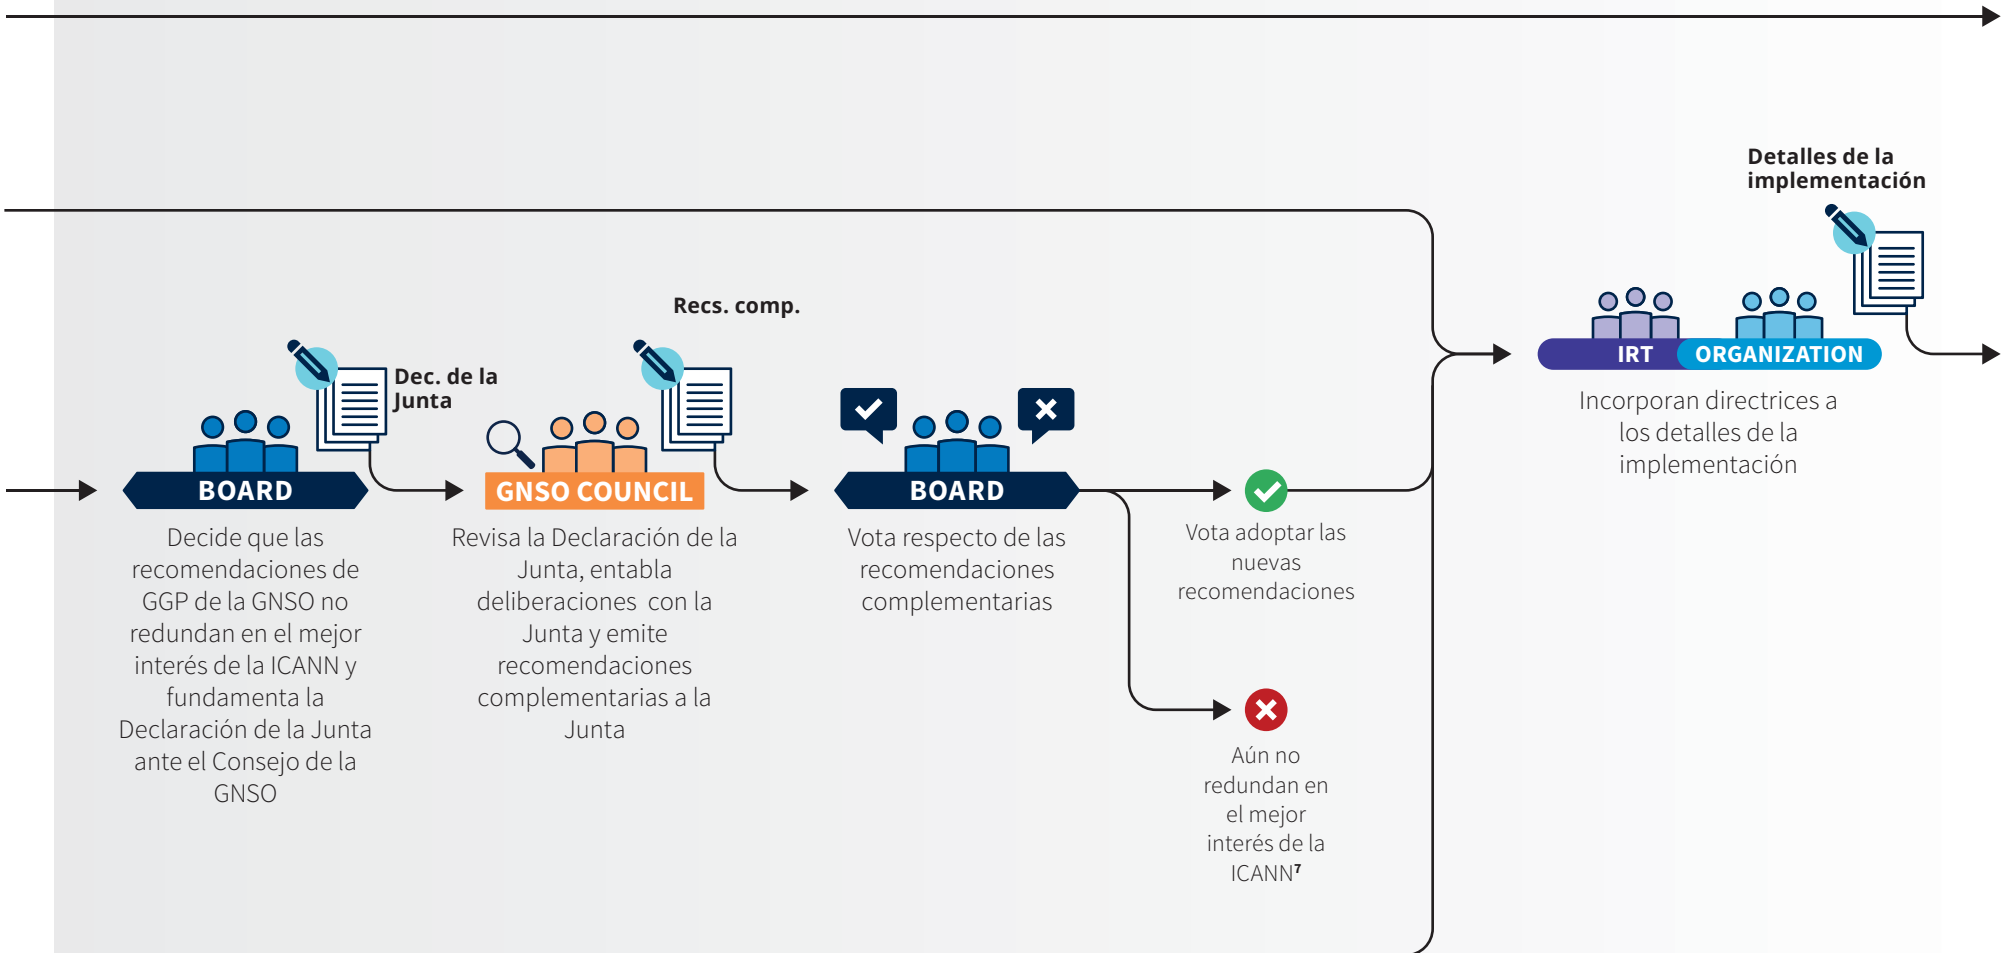 Detalles de la
implementación
Recs. comp.
Dec. de la
Junta
BOARD
Decide que las
recomendaciones de
GGP de la GNSO no
redundan en el mejor
interés de la ICANN y
fundamenta la
Declaración de la Junta
ante el Consejo de la
GNSO
GNSO COUNCIL
Revisa la Declaración de la
Junta, entabla
deliberaciones con la
Junta y emite
recomendaciones
complementarias a la
Junta
BOARD
Vota respecto de las
recomendaciones
complementarias
Vota adoptar las
nuevas
recomendaciones
Aún no
redundan en
el mejor
interés de la
ICANN⁷
IRT
ORGANIZATION
Incorporan directrices a
los detalles de la
implementación